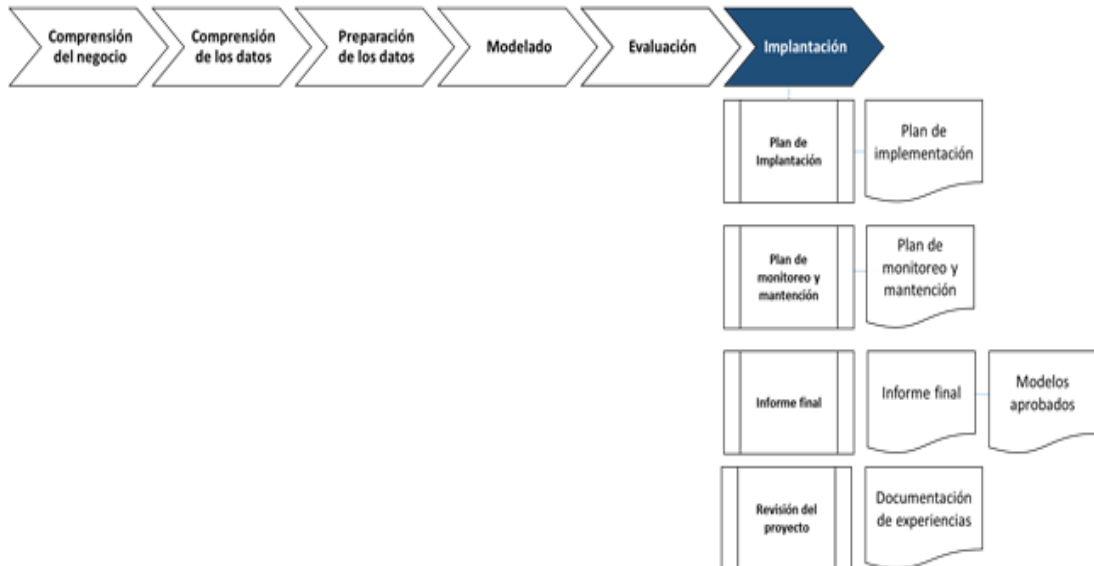 Comprensión
del negocio
Comprensión
de los datos
Preparación
de los datos
Modelado
Evaluación
Implantación
Plan de
Implantación
Plan de
implementación
Plan de
monitoreo y
mantención
Plan de
monitoreo y
mantención
Informe final
Informe final
Modelos
aprobados
Revisión del
proyecto
Documentación
de experiencias